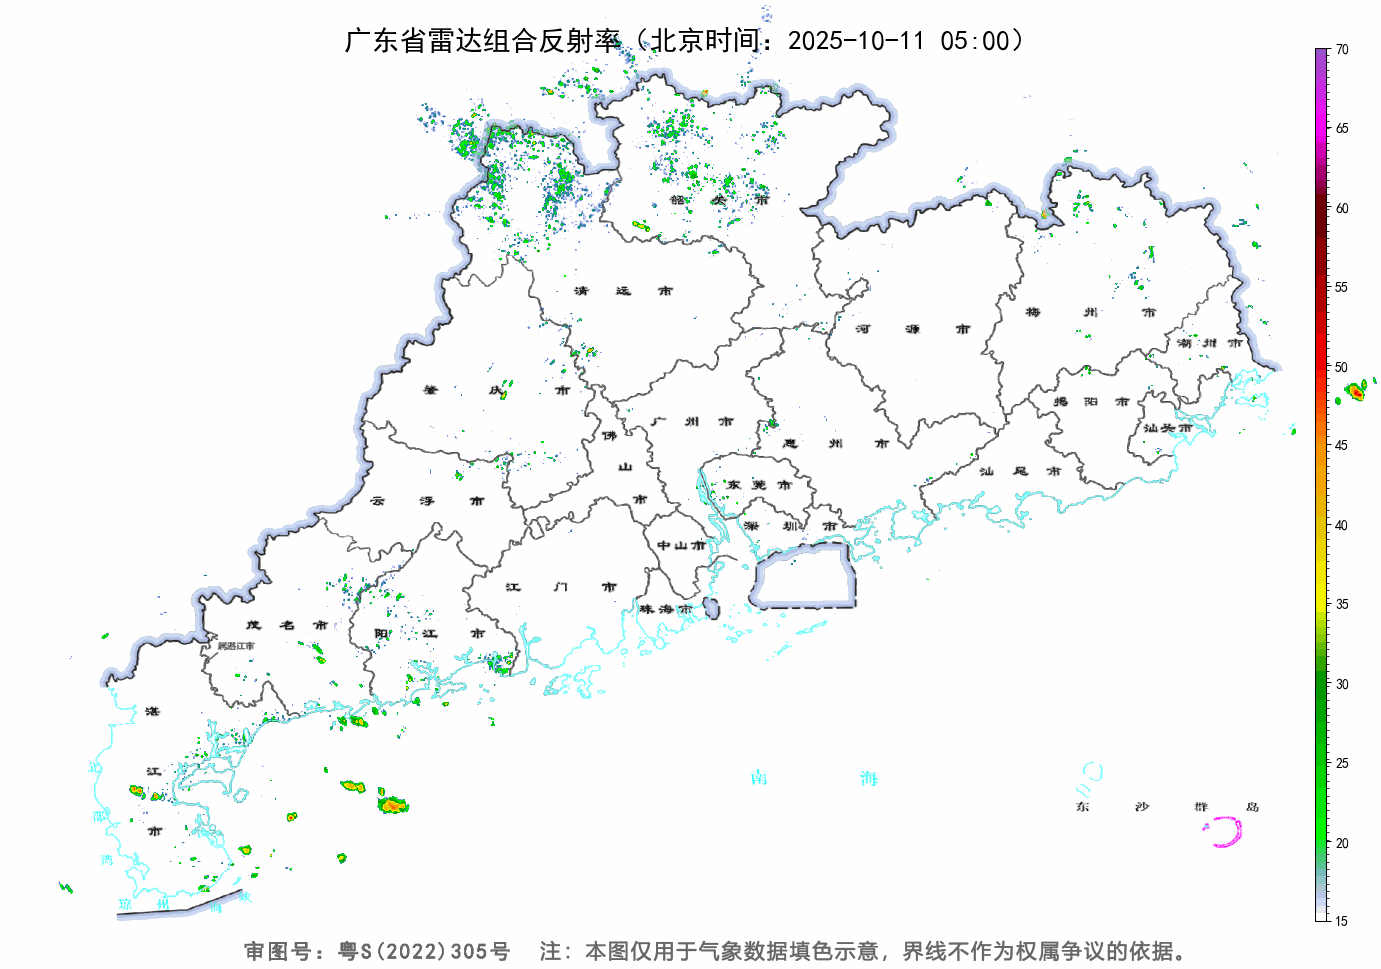 广东省雷达组合反射率（北京时间：2025-10-11 05:00）
70
65
60
55
50
45
40
35
30
25
20
15
韶关市
清远市
河源市
梅州市
潮州市
肇庆市
广州市
揭阳市
汕头市
佛山市
惠州市
汕尾市
云浮市
东莞市
深圳市
中山市
江门市
珠海市
茂名市
阳江市
属湛江市
湛江市
北部湾
南海
东沙群岛
琼州海峡
审图号：粤S(2022)305号 注：本图仅用于气象数据填色示意，界线不作为权属争议的依据。